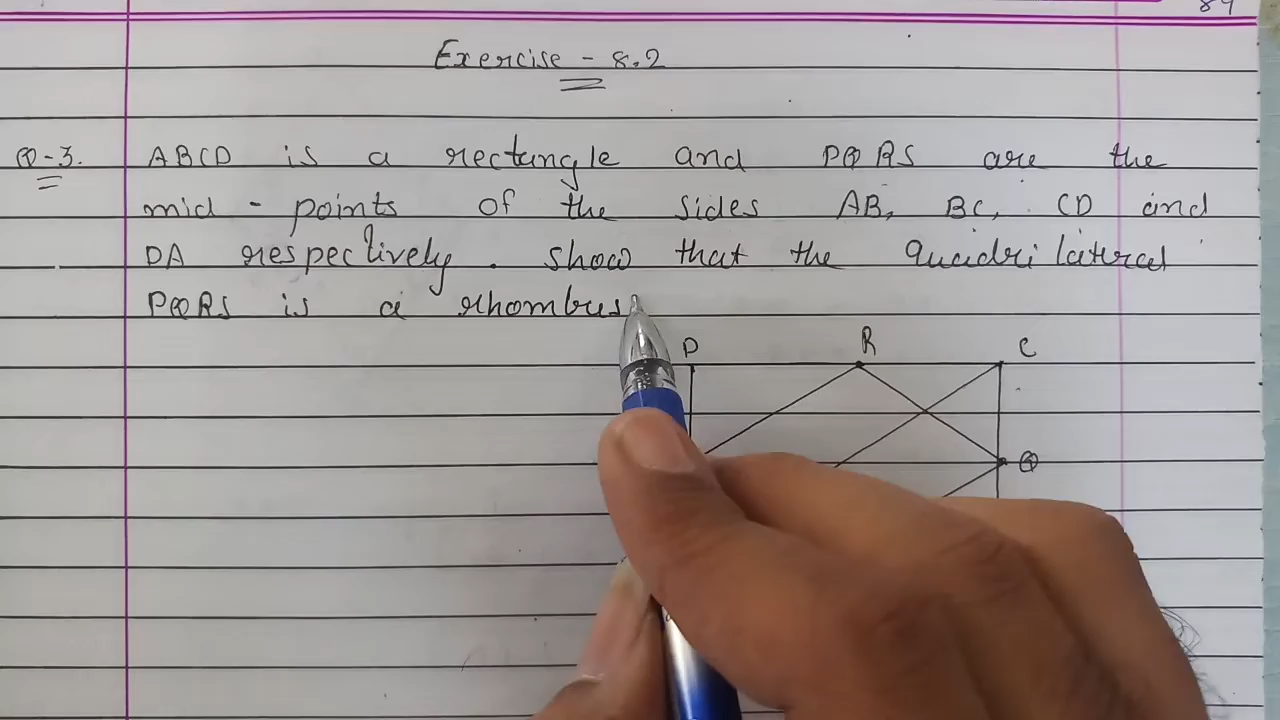 84
Exercise - 8.2
Q-3. ABCD is a rectangle and PQRS are the
mid - points of the sides AB, BC, CD and
DA respectively. show that the quadrilateral
PQRS is a rhombus
D R C
Q